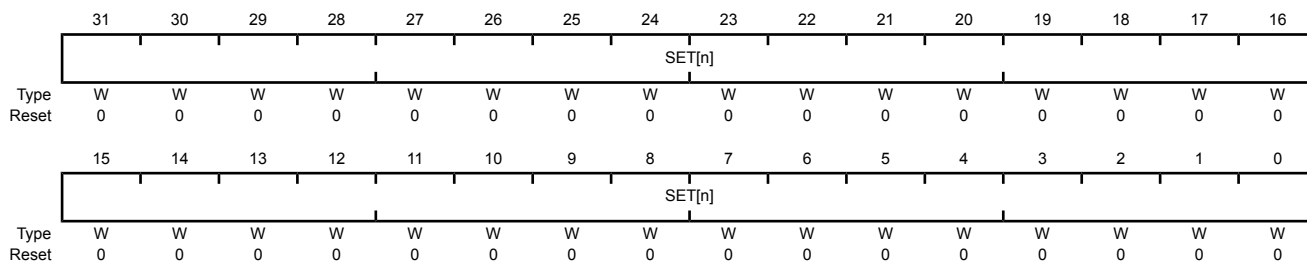 31 30 29 28 27 26 25 24 23 22 21 20 19 18 17 16
SET[n]
Type W W W W W W W W W W W W W W W W
Reset 0 0 0 0 0 0 0 0 0 0 0 0 0 0 0 0
15 14 13 12 11 10 9 8 7 6 5 4 3 2 1 0
SET[n]
Type W W W W W W W W W W W W W W W W
Reset 0 0 0 0 0 0 0 0 0 0 0 0 0 0 0 0